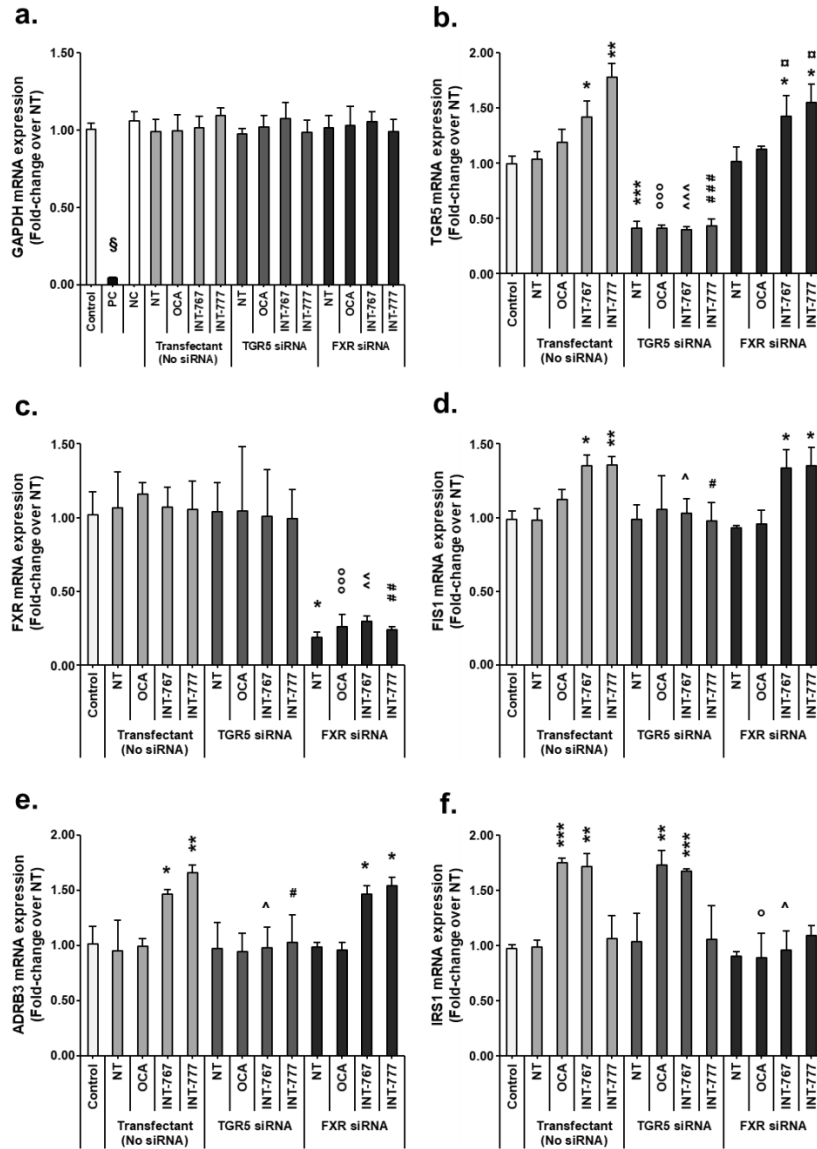 a.
GAPDH mRNA expression
(Fold-change over NT)
1.50
1.00
0.50
0.00
§
Control
PC
NC
NT
OCA
INT-767
INT-777
NT
OCA
INT-767
INT-777
NT
OCA
INT-767
INT-777
Transfectant
(No siRNA)
TGR5 siRNA
FXR siRNA
b.
TGR5 mRNA expression
(Fold-change over NT)
2.00
1.50
1.00
0.50
0.00
*
**
***
°°°
^^^
###
¤
*
¤
*
Control
NT
OCA
INT-767
INT-777
NT
OCA
INT-767
INT-777
NT
OCA
INT-767
INT-777
Transfectant
(No siRNA)
TGR5 siRNA
FXR siRNA
c.
FXR mRNA expression
(Fold-change over NT)
1.50
1.00
0.50
0.00
*
°°°
^^
##
Control
NT
OCA
INT-767
INT-777
NT
OCA
INT-767
INT-777
NT
OCA
INT-767
INT-777
Transfectant
(No siRNA)
TGR5 siRNA
FXR siRNA
d.
FIS1 mRNA expression
(Fold-change over NT)
1.50
1.00
0.50
0.00
*
**
^
#
*
*
Control
NT
OCA
INT-767
INT-777
NT
OCA
INT-767
INT-777
NT
OCA
INT-767
INT-777
Transfectant
(No siRNA)
TGR5 siRNA
FXR siRNA
e.
ADRB3 mRNA expression
(Fold-change over NT)
2.00
1.50
1.00
0.50
0.00
*
**
^
#
*
*
Control
NT
OCA
INT-767
INT-777
NT
OCA
INT-767
INT-777
NT
OCA
INT-767
INT-777
Transfectant
(No siRNA)
TGR5 siRNA
FXR siRNA
f.
IRS1 mRNA expression
(Fold-change over NT)
2.00
1.50
1.00
0.50
0.00
***
**
**
***
°
^
Control
NT
OCA
INT-767
INT-777
NT
OCA
INT-767
INT-777
NT
OCA
INT-767
INT-777
Transfectant
(No siRNA)
TGR5 siRNA
FXR siRNA